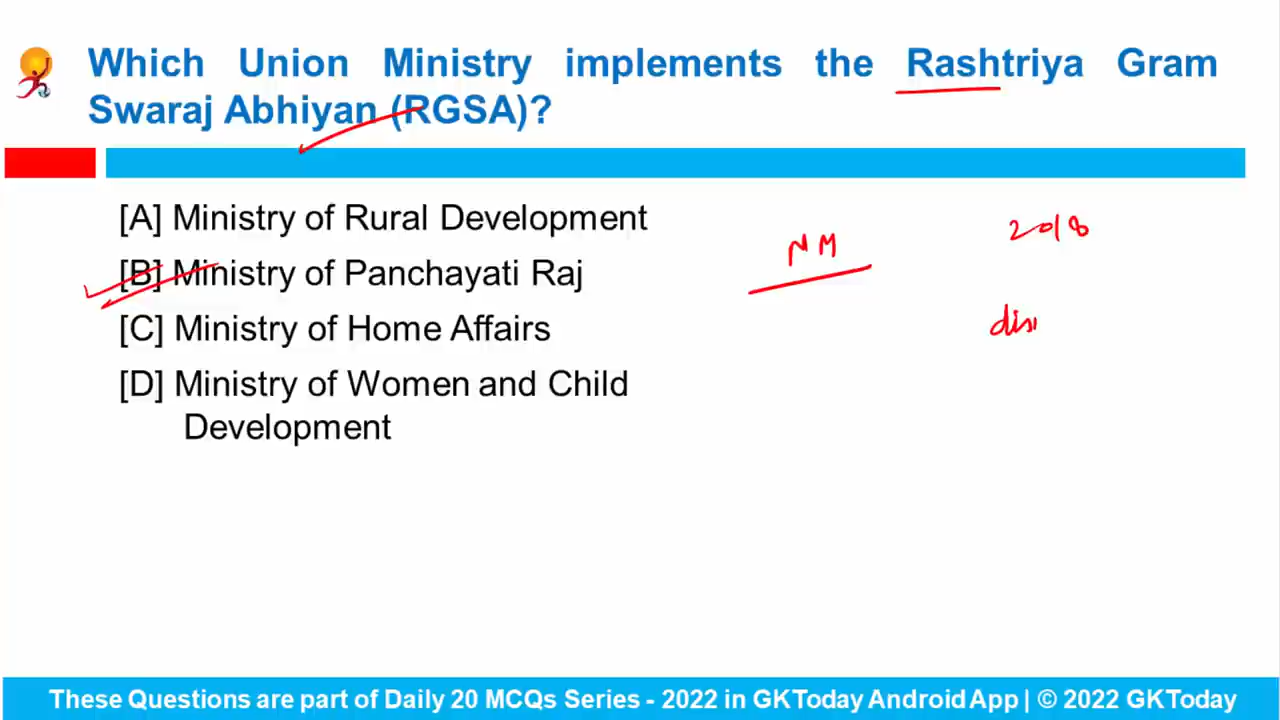 Which Union Ministry implements the Rashtriya Gram
Swaraj Abhiyan (RGSA)?
[A] Ministry of Rural Development
NM
2018
[B] Ministry of Panchayati Raj
[C] Ministry of Home Affairs
[D] Ministry of Women and Child
Development
These Questions are part of Daily 20 MCQs Series - 2022 in GKToday Android App | © 2022 GKToday